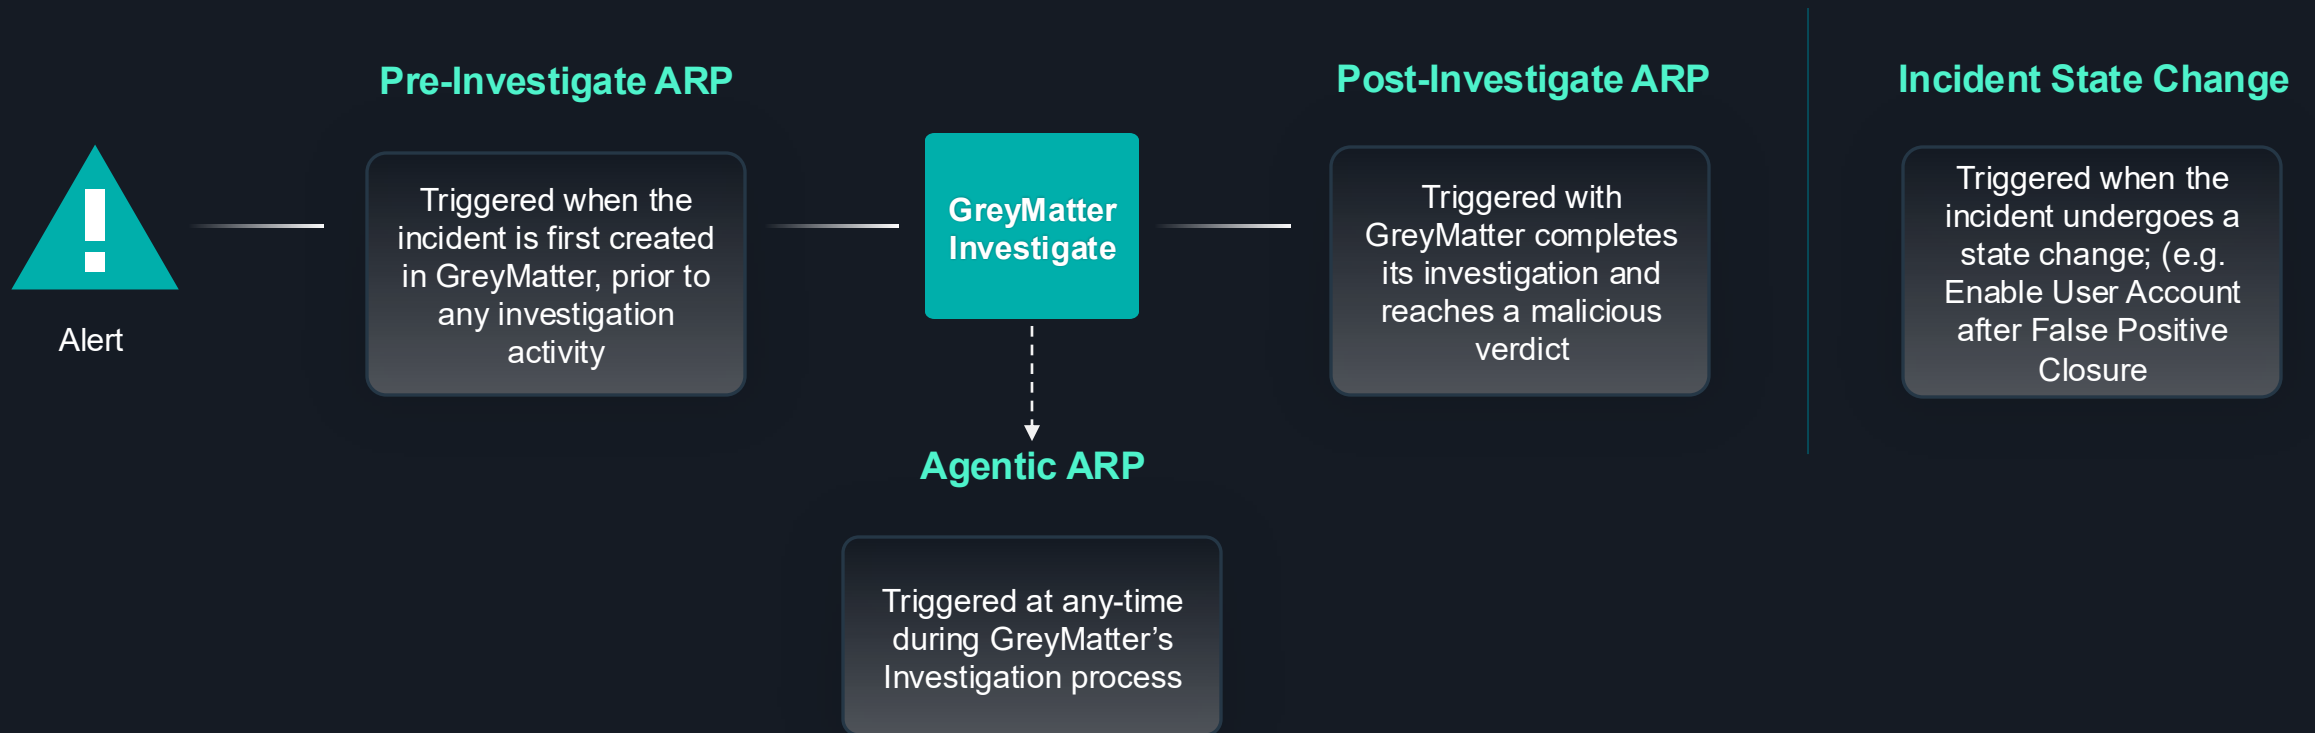 Pre-Investigate ARP
Post-Investigate ARP
Incident State Change
Alert
Triggered when the
incident is first created
in GreyMatter, prior to
any investigation
activity
GreyMatter
Investigate
Triggered with
GreyMatter completes
its investigation and
reaches a malicious
verdict
Triggered when the
incident undergoes a
state change; (e.g.
Enable User Account
after False Positive
Closure
Agentic ARP
Triggered at any-time
during GreyMatter’s
Investigation process